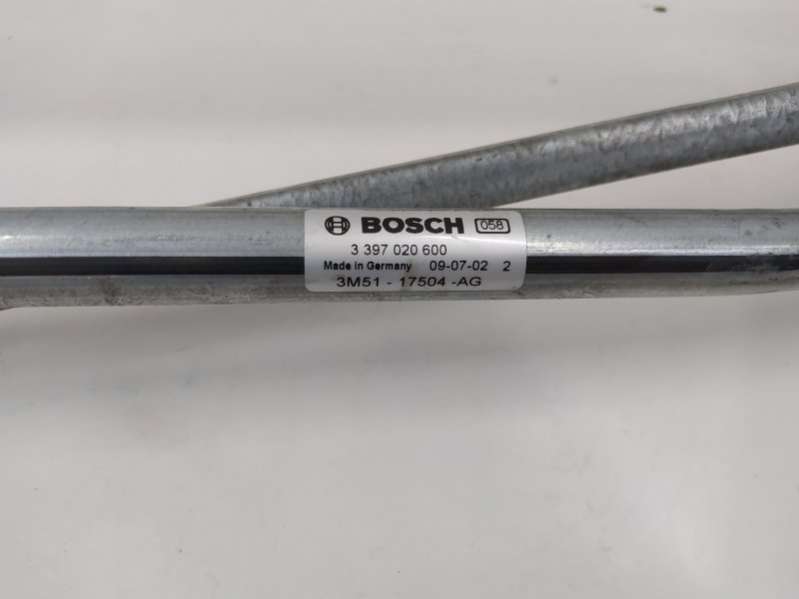 BOSCH 058
3 397 020 600
Made in Germany 09-07-02 2
3M51 - 17504 -AG